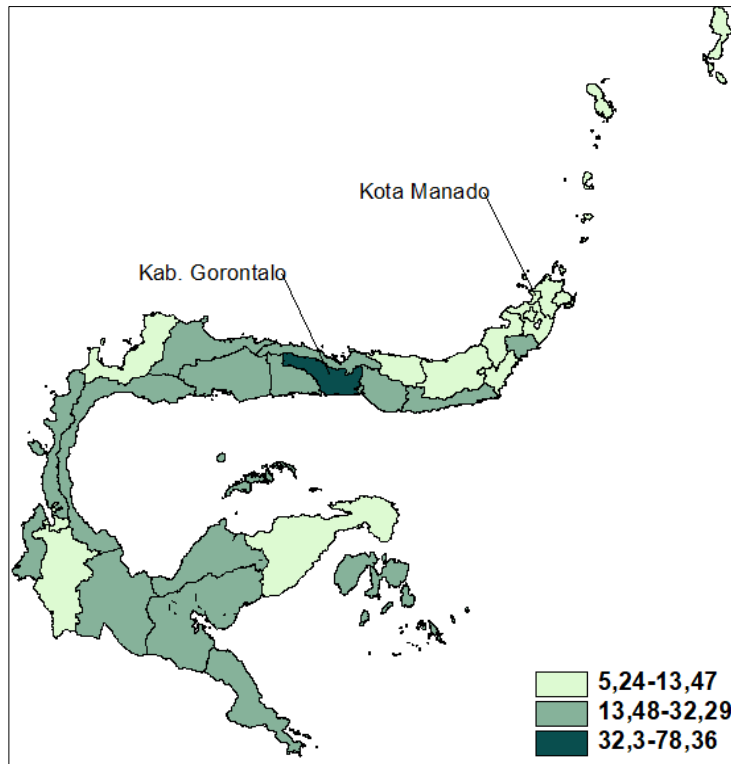 Kota Manado
Kab. Gorontalo
5,24-13,47
13,48-32,29
32,3-78,36